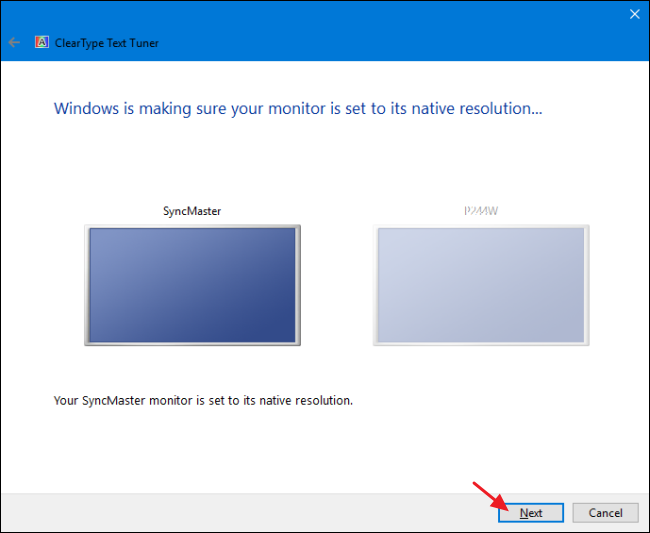 ClearType Text Tuner
Windows is making sure your monitor is set to its native resolution...
SyncMaster
Your SyncMaster monitor is set to its native resolution.
Next
Cancel